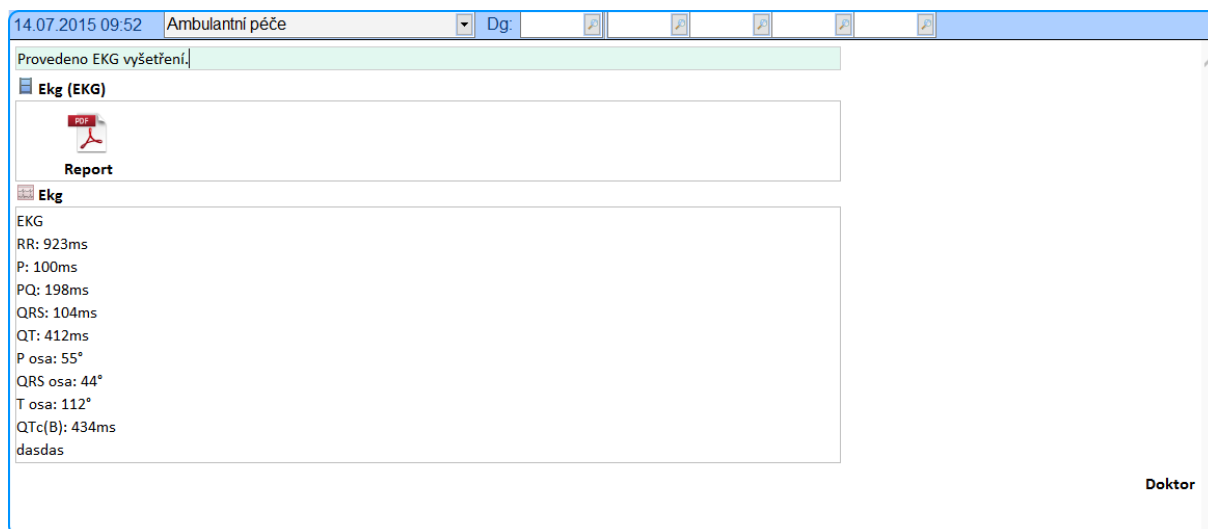 14.07.2015 09:52 Ambulantní péče Dg:
Provedeno EKG vyšetření.
Ekg (EKG)
PDF
Report
Ekg
EKG
RR: 923ms
P: 100ms
PQ: 198ms
QRS: 104ms
QT: 412ms
P osa: 55°
QRS osa: 44°
T osa: 112°
QTc(B): 434ms
dasdas
Doktor